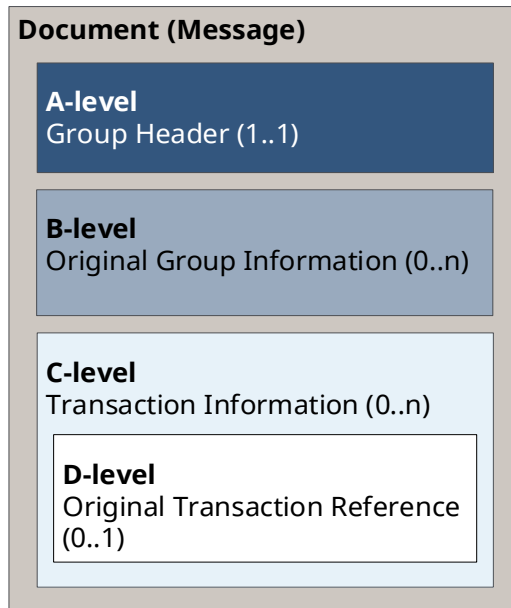 Document (Message)
A-level
Group Header (1..1)
B-level
Original Group Information (0..n)
C-level
Transaction Information (0..n)
D-level
Original Transaction Reference
(0..1)